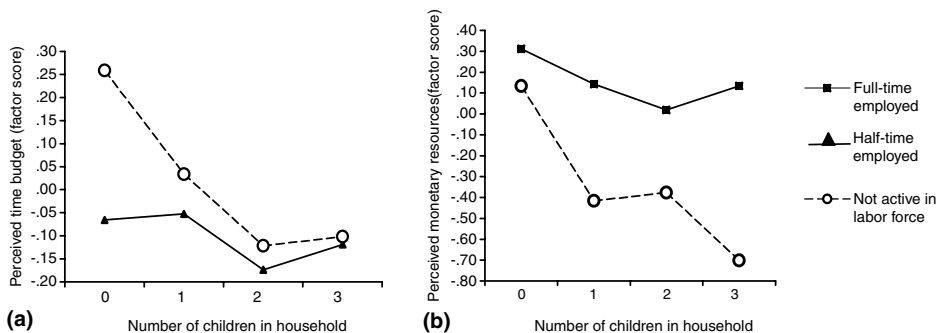 (a)
Perceived time budget (factor score)
.30
.25
.20
.15
.10
.05
.00
-.05
-.10
-.15
-.20
0 1 2 3
Number of children in household
(b)
Perceived monetary resources(factor score)
.40
.30
.20
.10
.00
-.10
-.20
-.30
-.40
-.50
-.60
-.70
-.80
0 1 2 3
Number of children in household
Full-time
employed
Half-time
employed
Not active in
labor force